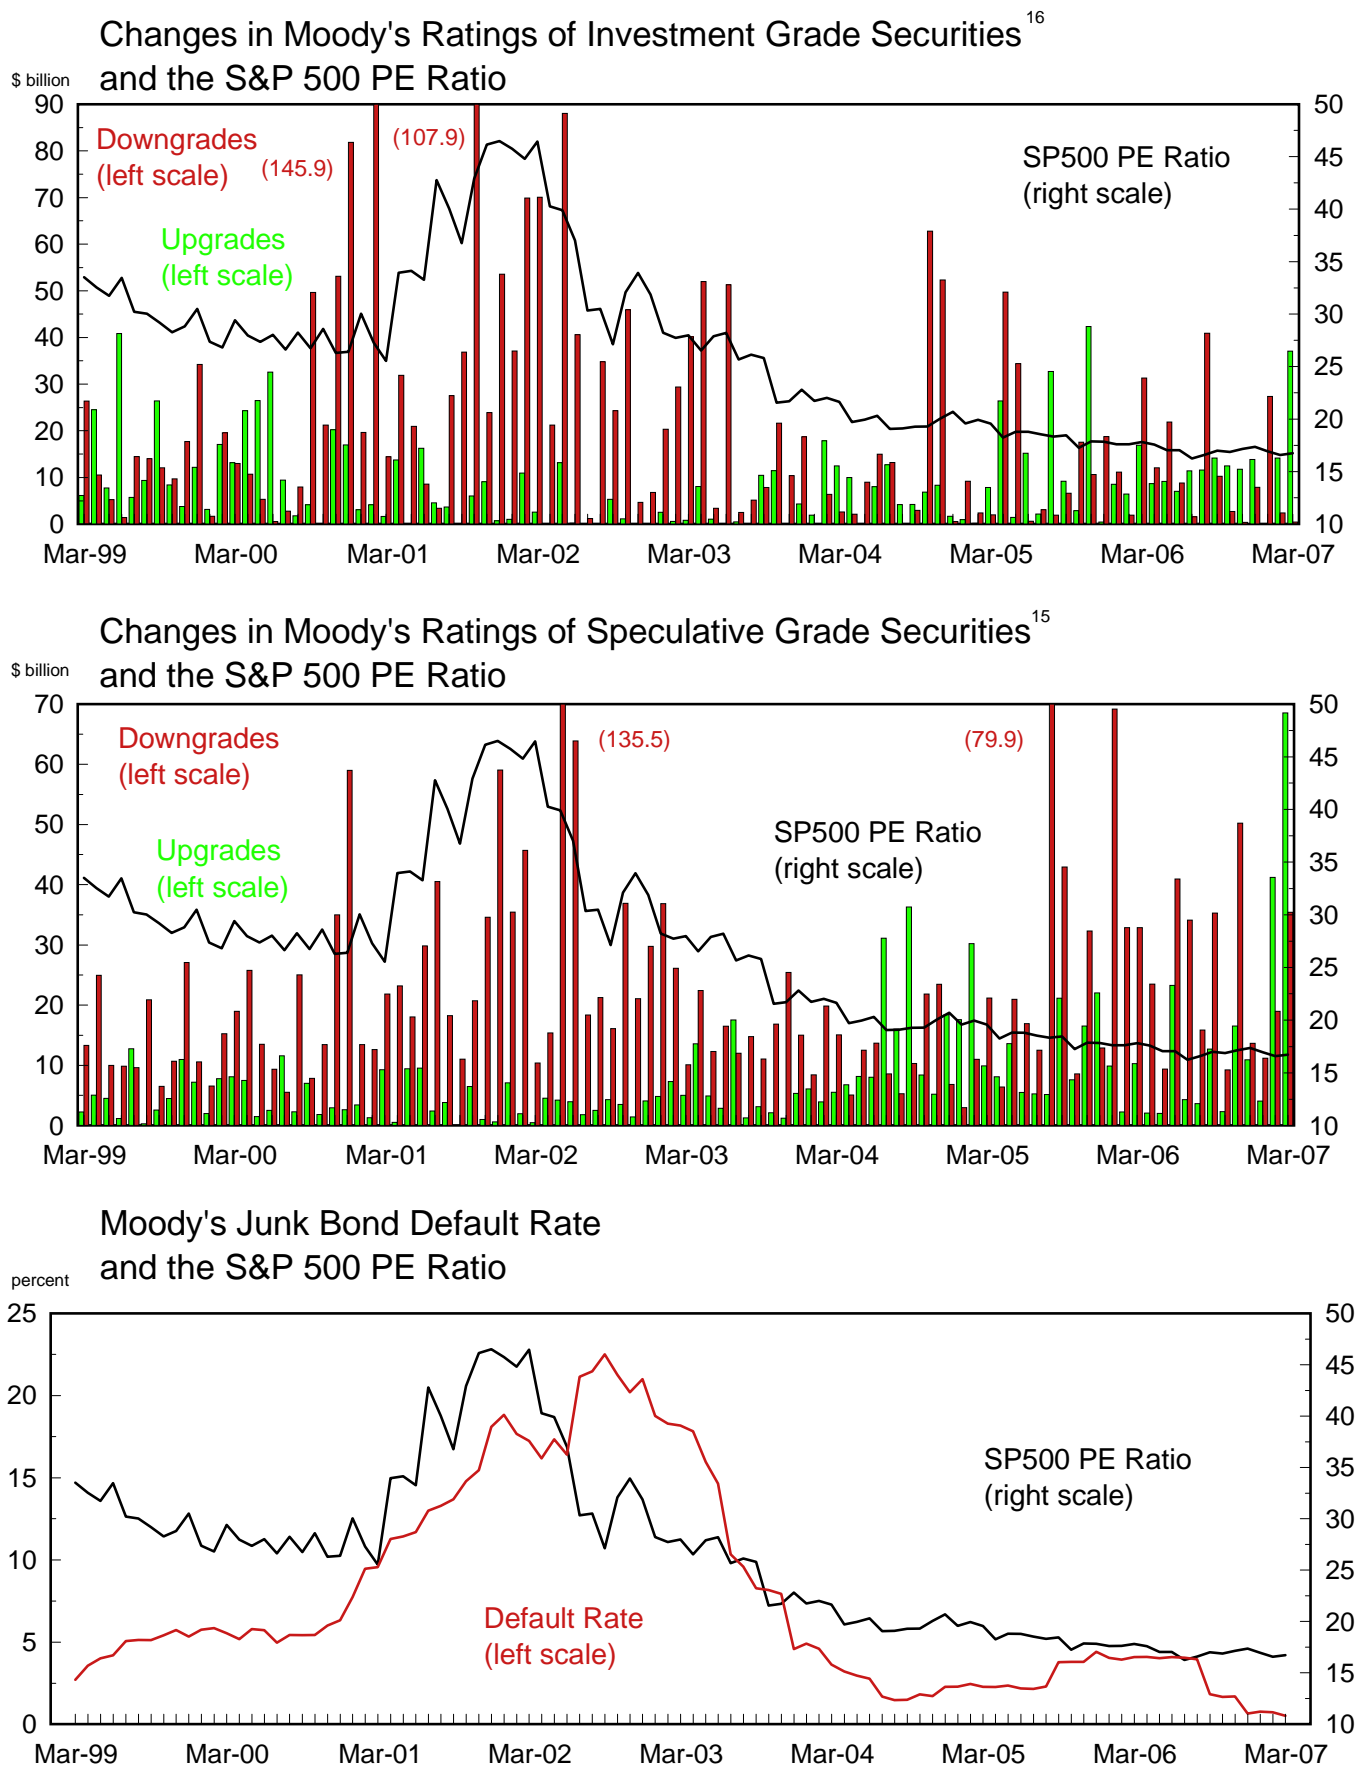 Changes in Moody's Ratings of Investment Grade Securities 16
and the S&P 500 PE Ratio
$ billion
90
80
70
60
50
40
30
20
10
0
50
45
40
35
30
25
20
15
10
Downgrades
(left scale)
(145.9)
(107.9)
Upgrades
(left scale)
SP500 PE Ratio
(right scale)
Mar-99 Mar-00 Mar-01 Mar-02 Mar-03 Mar-04 Mar-05 Mar-06 Mar-07
Changes in Moody's Ratings of Speculative Grade Securities 15
and the S&P 500 PE Ratio
$ billion
70
60
50
40
30
20
10
0
50
45
40
35
30
25
20
15
10
Downgrades
(left scale)
(135.5)
(79.9)
Upgrades
(left scale)
SP500 PE Ratio
(right scale)
Mar-99 Mar-00 Mar-01 Mar-02 Mar-03 Mar-04 Mar-05 Mar-06 Mar-07
Moody's Junk Bond Default Rate
and the S&P 500 PE Ratio
percent
25
20
15
10
5
0
50
45
40
35
30
25
20
15
10
SP500 PE Ratio
(right scale)
Default Rate
(left scale)
Mar-99 Mar-00 Mar-01 Mar-02 Mar-03 Mar-04 Mar-05 Mar-06 Mar-07